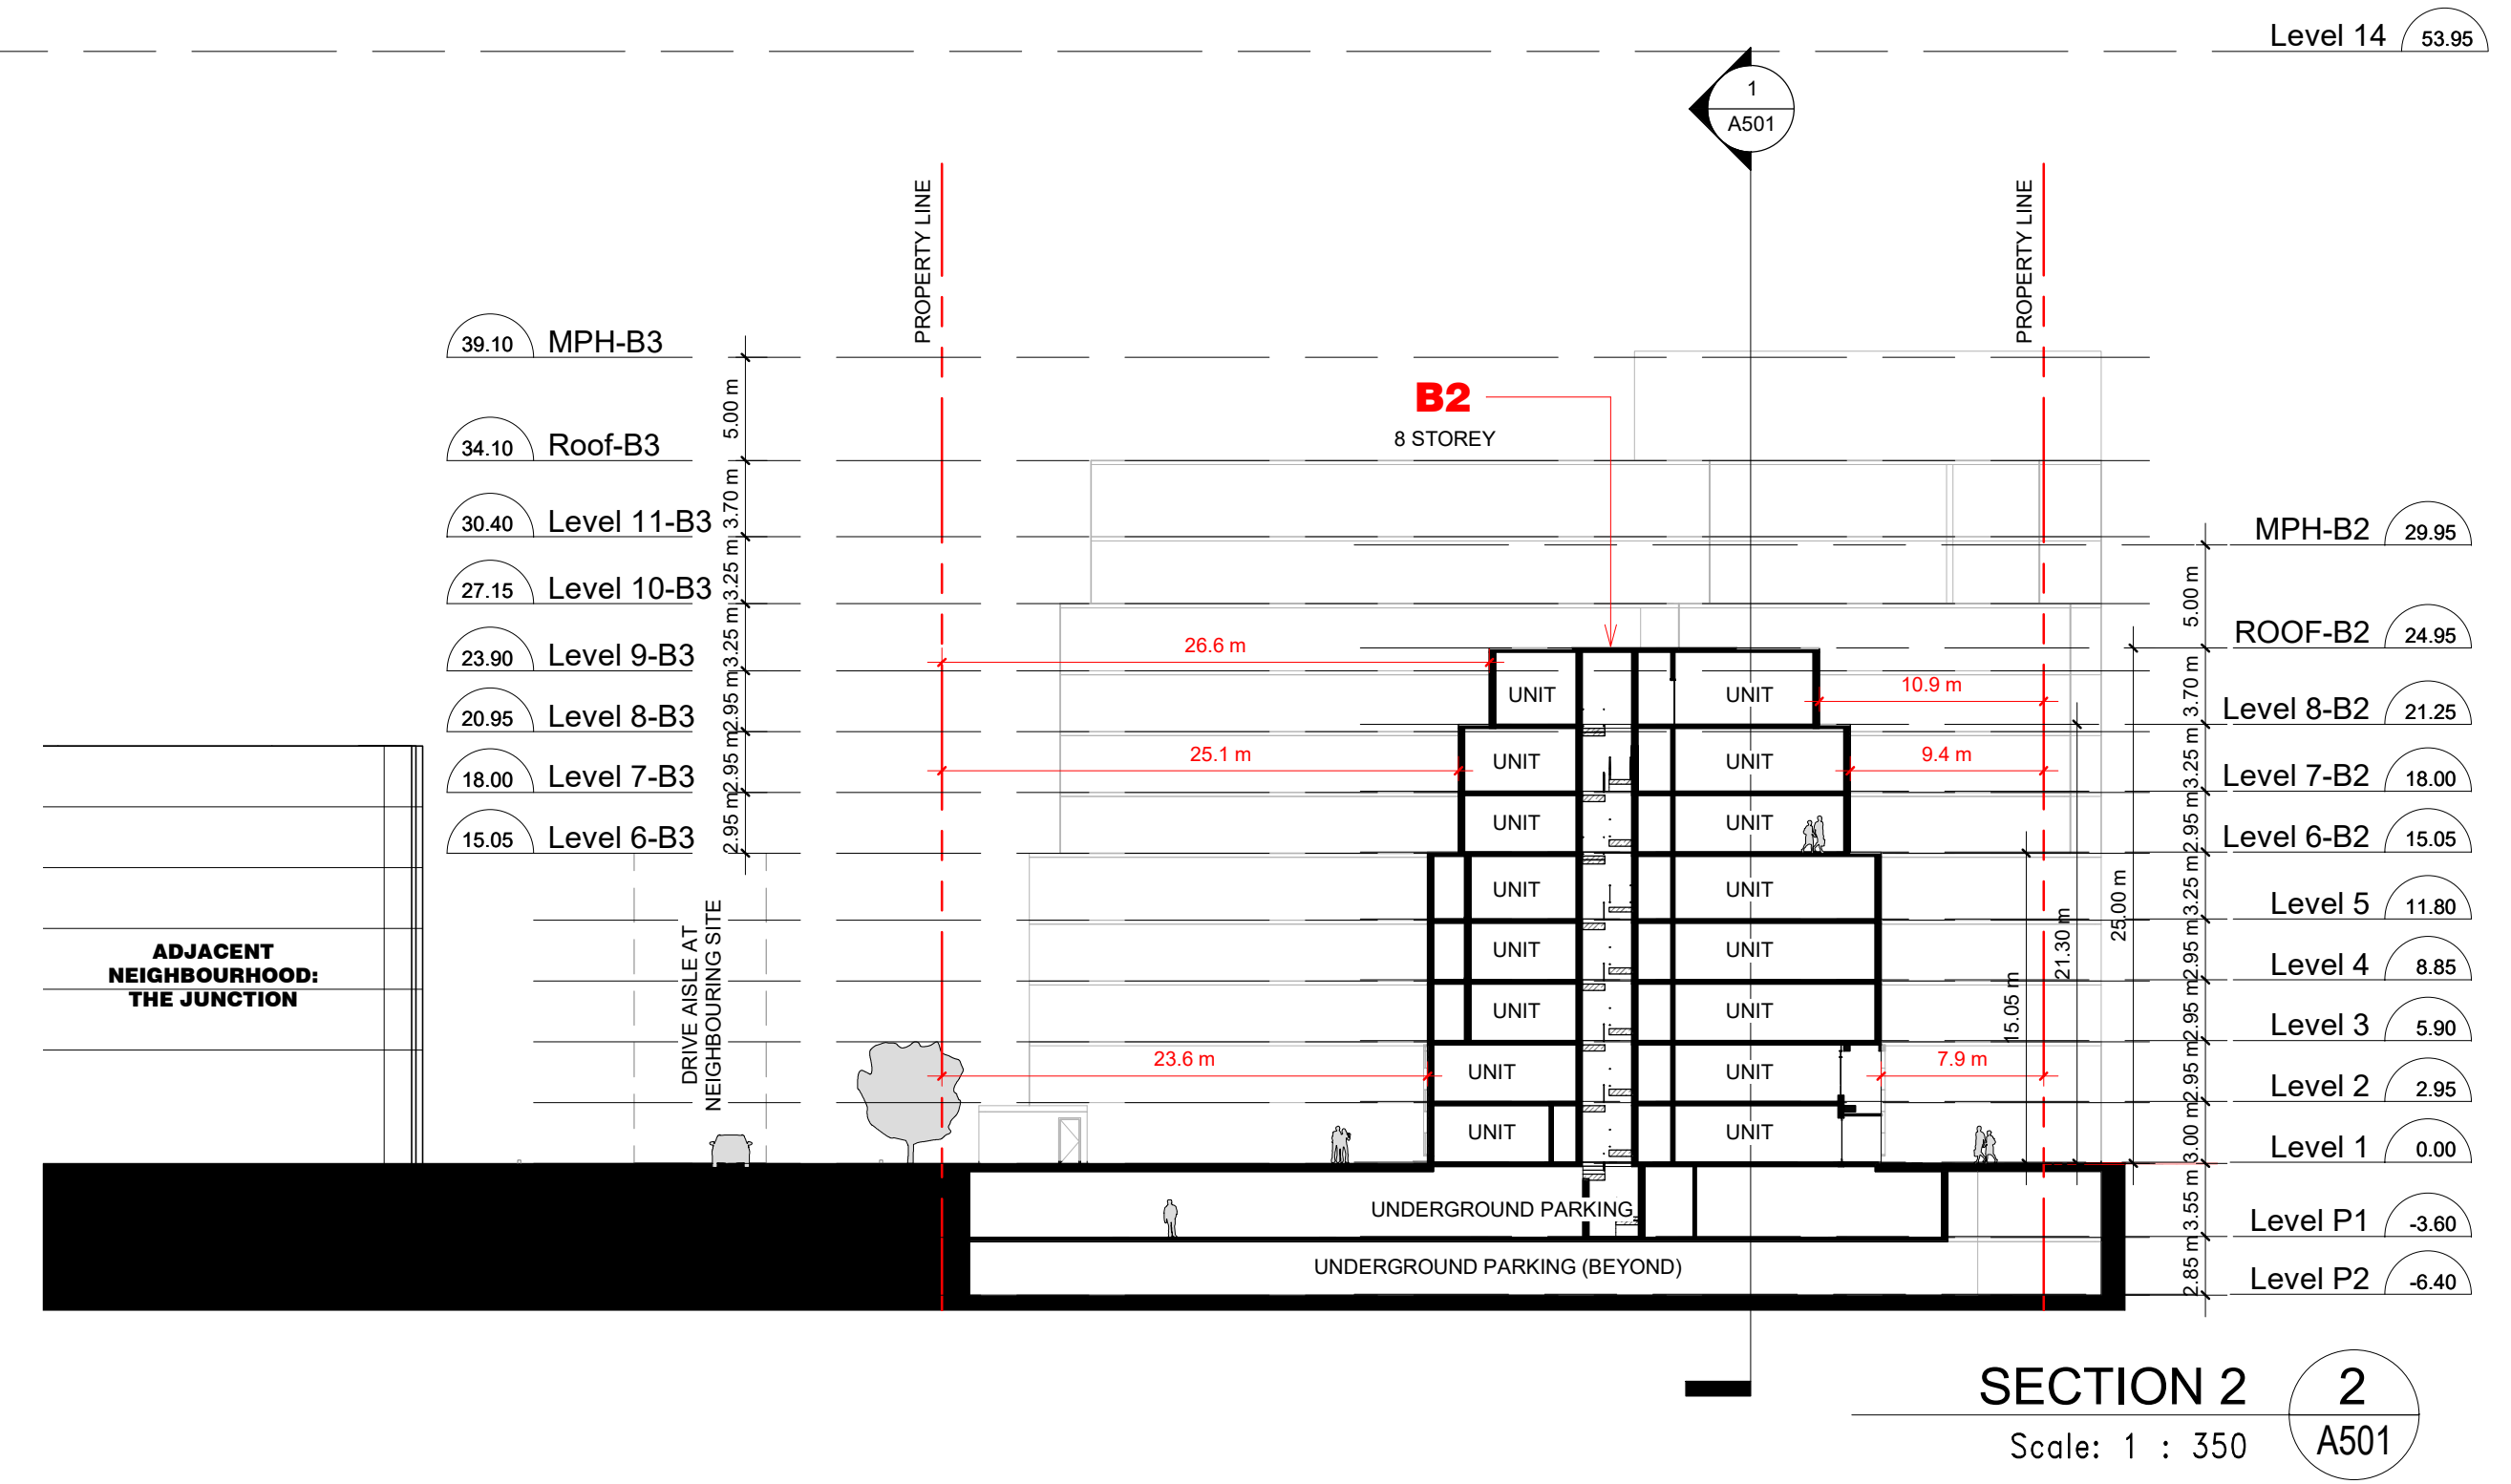 Level 14 53.95
1
A501
PROPERTY LINE
PROPERTY LINE
39.10 MPH-B3
5.00 m
34.10 Roof-B3
3.70 m
30.40 Level 11-B3
3.25 m
27.15 Level 10-B3
3.25 m
23.90 Level 9-B3
2.95 m
20.95 Level 8-B3
2.95 m
18.00 Level 7-B3
2.95 m
15.05 Level 6-B3
B2
8 STOREY
MPH-B2 29.95
5.00 m
ROOF-B2 24.95
3.70 m
Level 8-B2 21.25
3.25 m
Level 7-B2 18.00
2.95 m
Level 6-B2 15.05
3.25 m
Level 5 11.80
2.95 m
Level 4 8.85
2.95 m
Level 3 5.90
2.95 m
Level 2 2.95
3.00 m
Level 1 0.00
3.55 m
Level P1 -3.60
2.85 m
Level P2 -6.40
26.6 m
UNIT UNIT
10.9 m
25.1 m
UNIT UNIT
9.4 m
UNIT UNIT
UNIT UNIT
UNIT UNIT
UNIT UNIT
23.6 m
UNIT UNIT
7.9 m
UNIT UNIT
15.05 m
21.30 m
25.00 m
ADJACENT
NEIGHBOURHOOD:
THE JUNCTION
DRIVE AISLE AT
NEIGHBOURING SITE
UNDERGROUND PARKING
UNDERGROUND PARKING (BEYOND)
SECTION 2
Scale: 1 : 350
2
A501